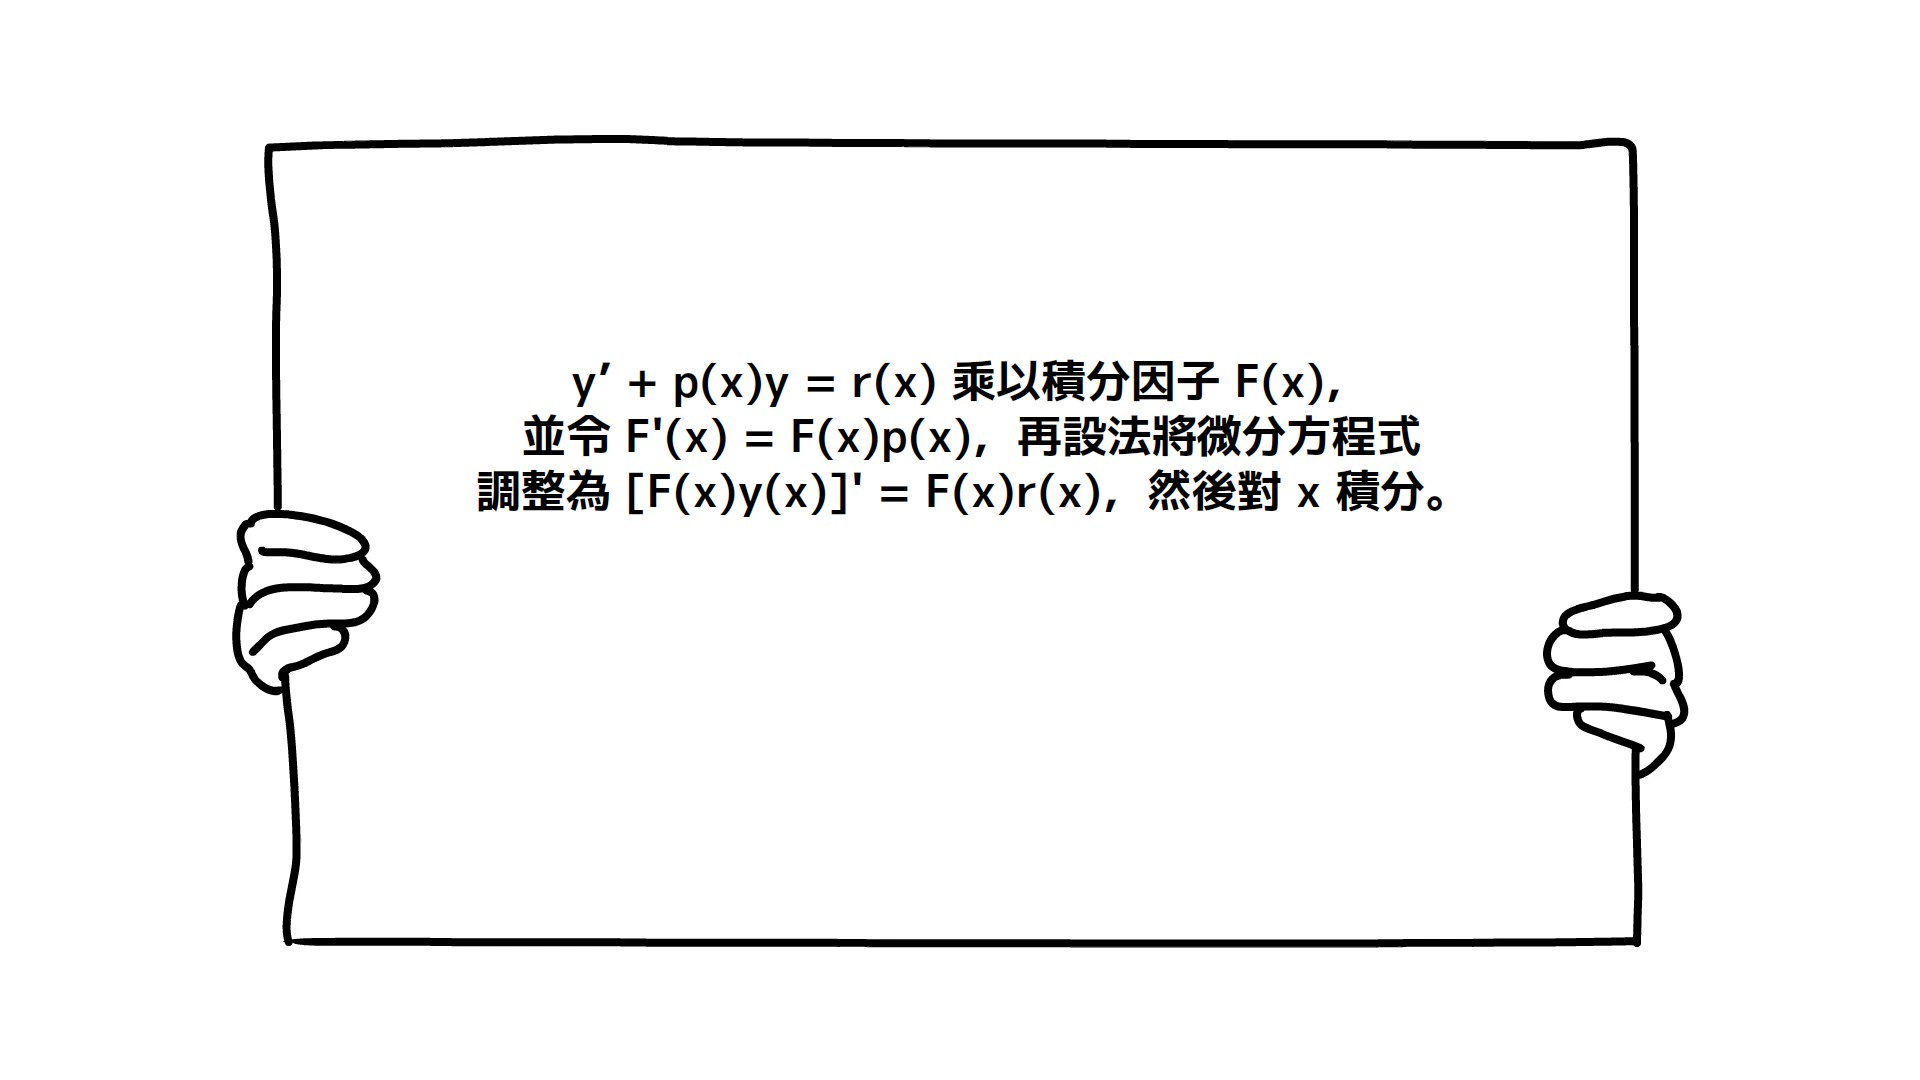 y’ + p(x)y = r(x) 乘以積分因子 F(x),
並令 F'(x) = F(x)p(x), 再設法將微分方程式
調整為 [F(x)y(x)]' = F(x)r(x), 然後對 x 積分。